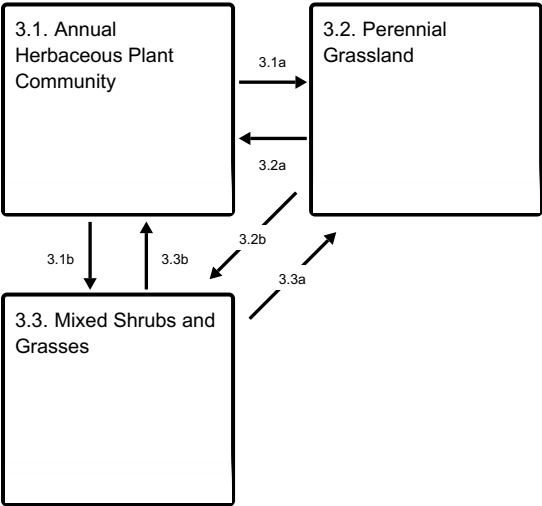 3.1. Annual
Herbaceous Plant
Community
3.2. Perennial
Grassland
3.1a
3.2a
3.2b
3.1b
3.3b
3.3a
3.3. Mixed Shrubs and
Grasses